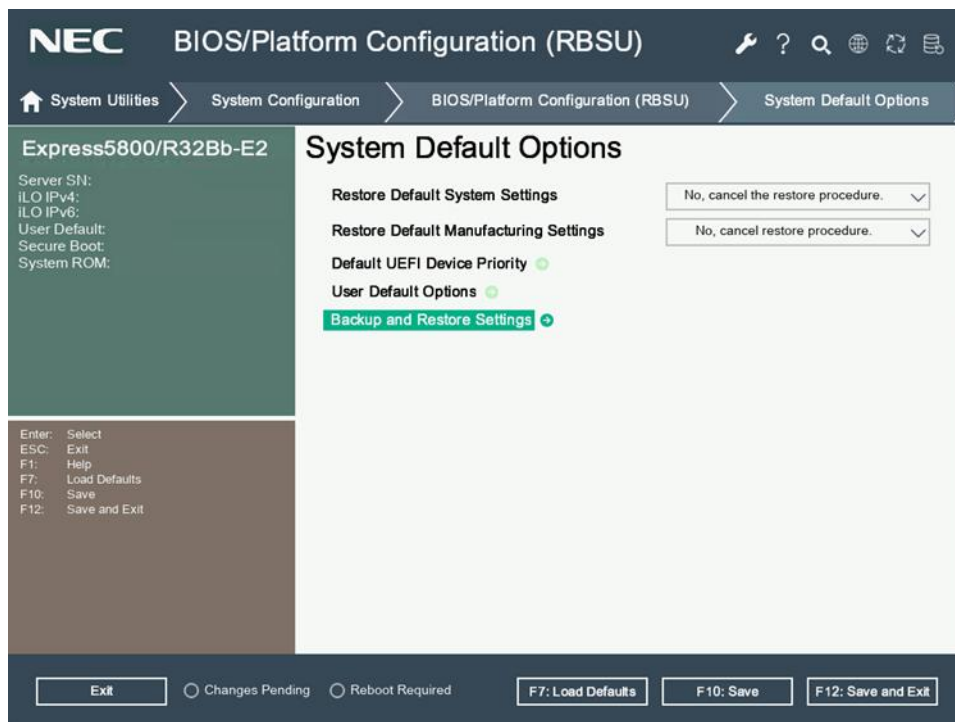 NEC BIOS/Platform Configuration (RBSU)
System Utilities System Configuration BIOS/Platform Configuration (RBSU) System Default Options
Express5800/R32Bb-E2
Server SN:
iLO IPv4:
iLO IPv6:
User Default:
Secure Boot:
System ROM:
Enter: Select
ESC: Exit
F1: Help
F7: Load Defaults
F10: Save
F12: Save and Exit
System Default Options
Restore Default System Settings No, cancel the restore procedure.
Restore Default Manufacturing Settings No, cancel restore procedure.
Default UEFI Device Priority
User Default Options
Backup and Restore Settings
Exit Changes Pending Reboot Required F7: Load Defaults F10: Save F12: Save and Exit